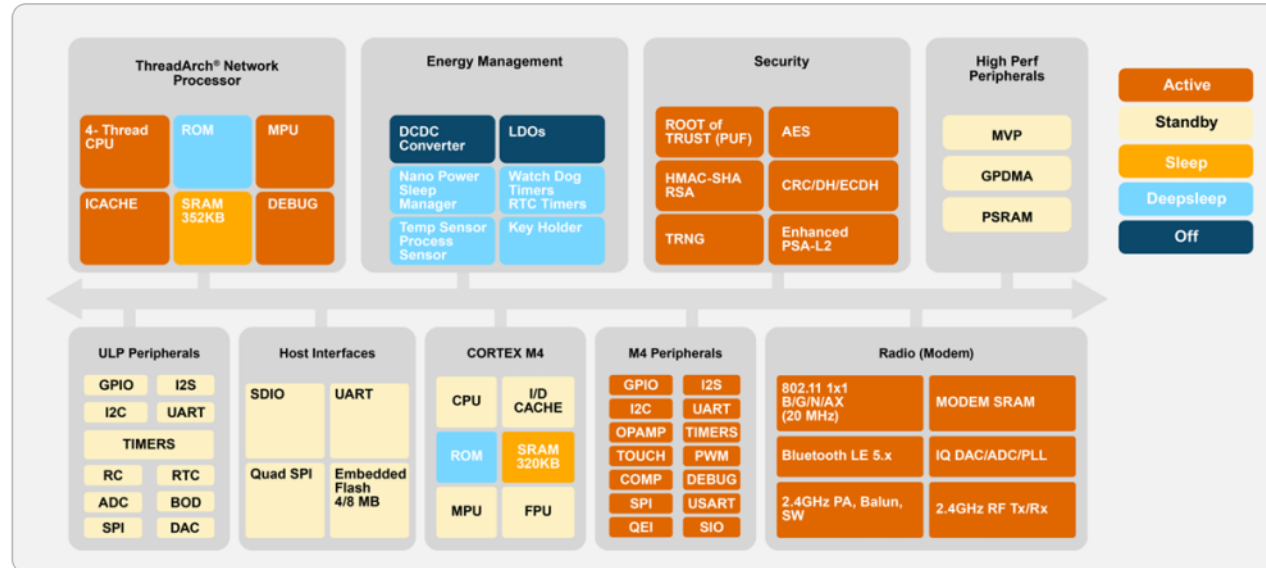 ThreadArch® Network
Processor
4- Thread
CPU
ROM
MPU
ICACHE
SRAM
352KB
DEBUG
Energy Management
DCDC
Converter
LDOs
Nano Power
Sleep
Manager
Watch Dog
Timers
RTC Timers
Temp Sensor
Process
Sensor
Key Holder
Security
ROOT of
TRUST (PUF)
AES
HMAC-SHA
RSA
CRC/DH/ECDH
TRNG
Enhanced
PSA-L2
High Perf
Peripherals
MVP
GPDMA
PSRAM
Active
Standby
Sleep
Deepsleep
Off
ULP Peripherals
GPIO
I2S
I2C
UART
TIMERS
RC
RTC
ADC
BOD
SPI
DAC
Host Interfaces
SDIO
UART
Quad SPI
Embedded
Flash
4/8 MB
CORTEX M4
CPU
I/D
CACHE
ROM
SRAM
320KB
MPU
FPU
M4 Peripherals
GPIO
I2S
I2C
UART
OPAMP
TIMERS
TOUCH
PWM
COMP
DEBUG
SPI
USART
QEI
SIO
Radio (Modem)
802.11 1x1
B/G/N/AX
(20 MHz)
MODEM SRAM
Bluetooth LE 5.x
IQ DAC/ADC/PLL
2.4GHz PA, Balun,
SW
2.4GHz RF Tx/Rx